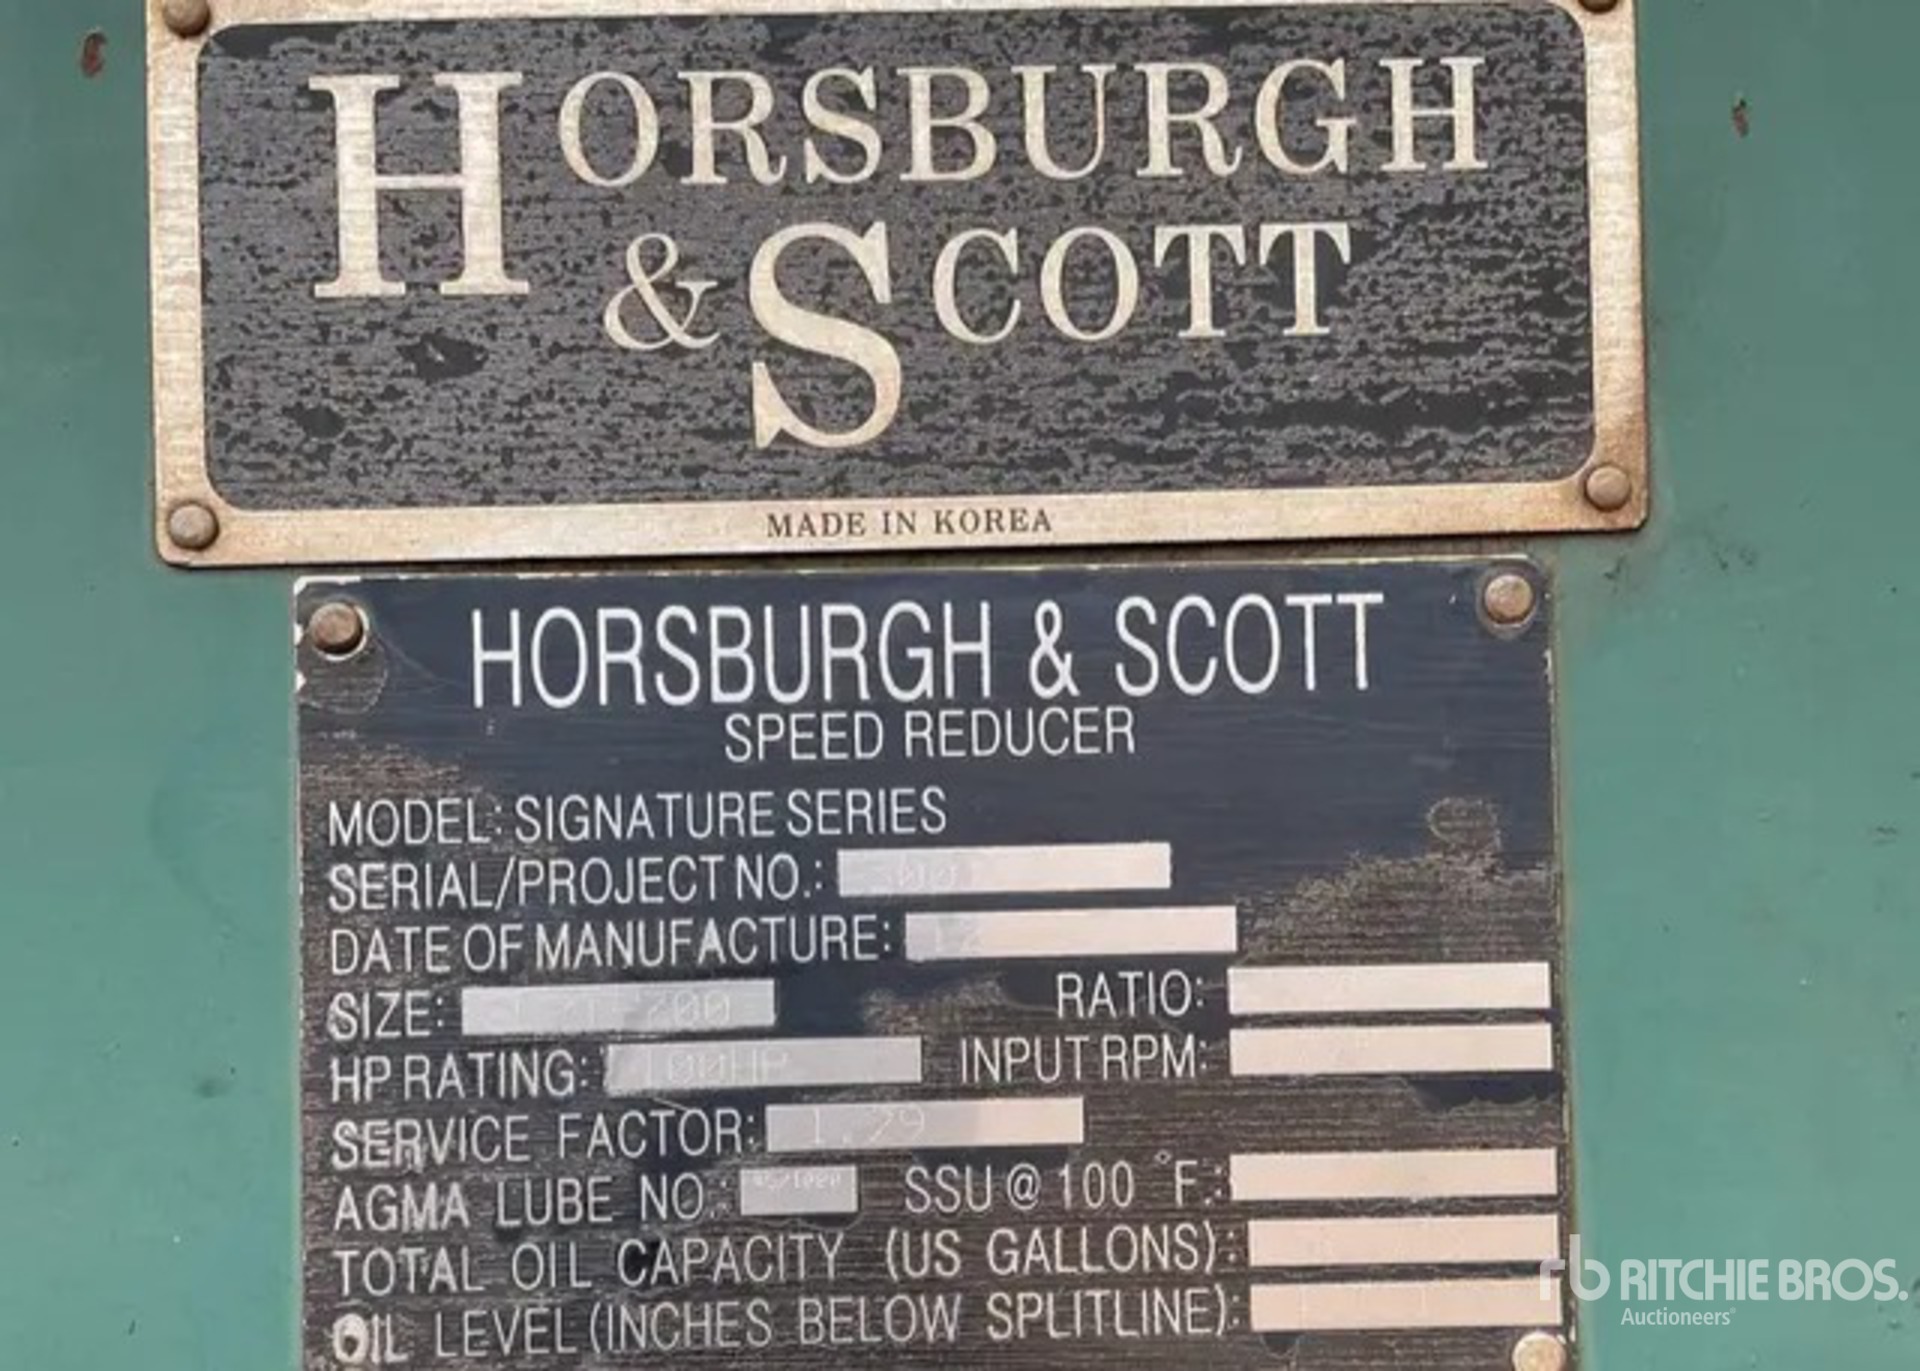 HORSBURGH
& SCOTT
MADE IN KOREA
HORSBURGH & SCOTT
SPEED REDUCER
MODEL: SIGNATURE SERIES
SERIAL/PROJECT NO.:
DATE OF MANUFACTURE:
SIZE: RATIO:
HP RATING: 100HP INPUT RPM:
SERVICE FACTOR:
AGMA LUBE NO.: SSU @ 100 °F.:
TOTAL OIL CAPACITY (US GALLONS):
OIL LEVEL (INCHES BELOW SPLITLINE):
rb RITCHIE BROS.
Auctioneers®